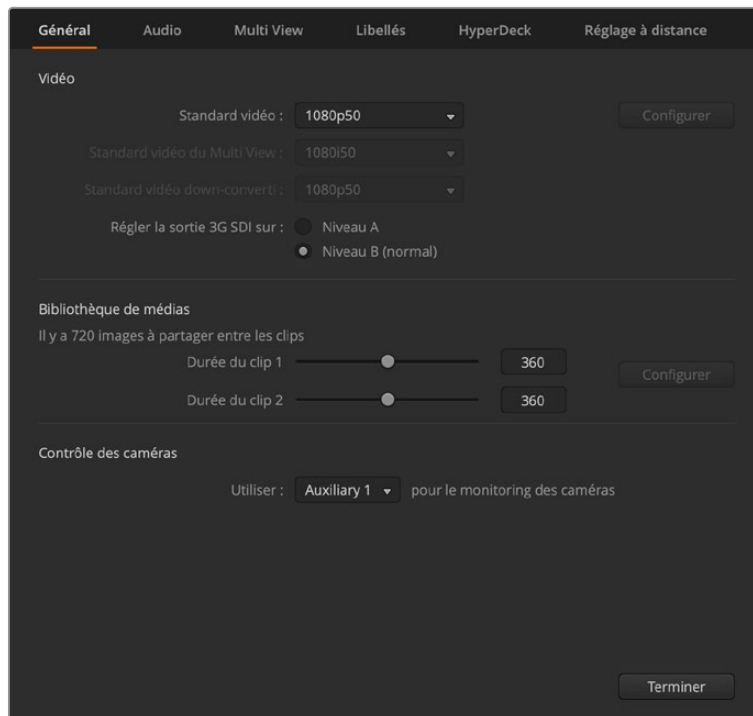 Général Audio Multi View Libellés HyperDeck Réglage à distance
Vidéo
Standard vidéo : 1080p50 Configurer
Standard vidéo du Multi View : 1080i50
Standard vidéo down-converti : 1080p50
Régler la sortie 3G SDI sur : Niveau A
Niveau B (normal)
Bibliothèque de médias
Il y a 720 images à partager entre les clips
Durée du clip 1 360
Configurer
Durée du clip 2 360
Contrôle des caméras
Utiliser : Auxiliary 1 pour le monitoring des caméras
Terminer